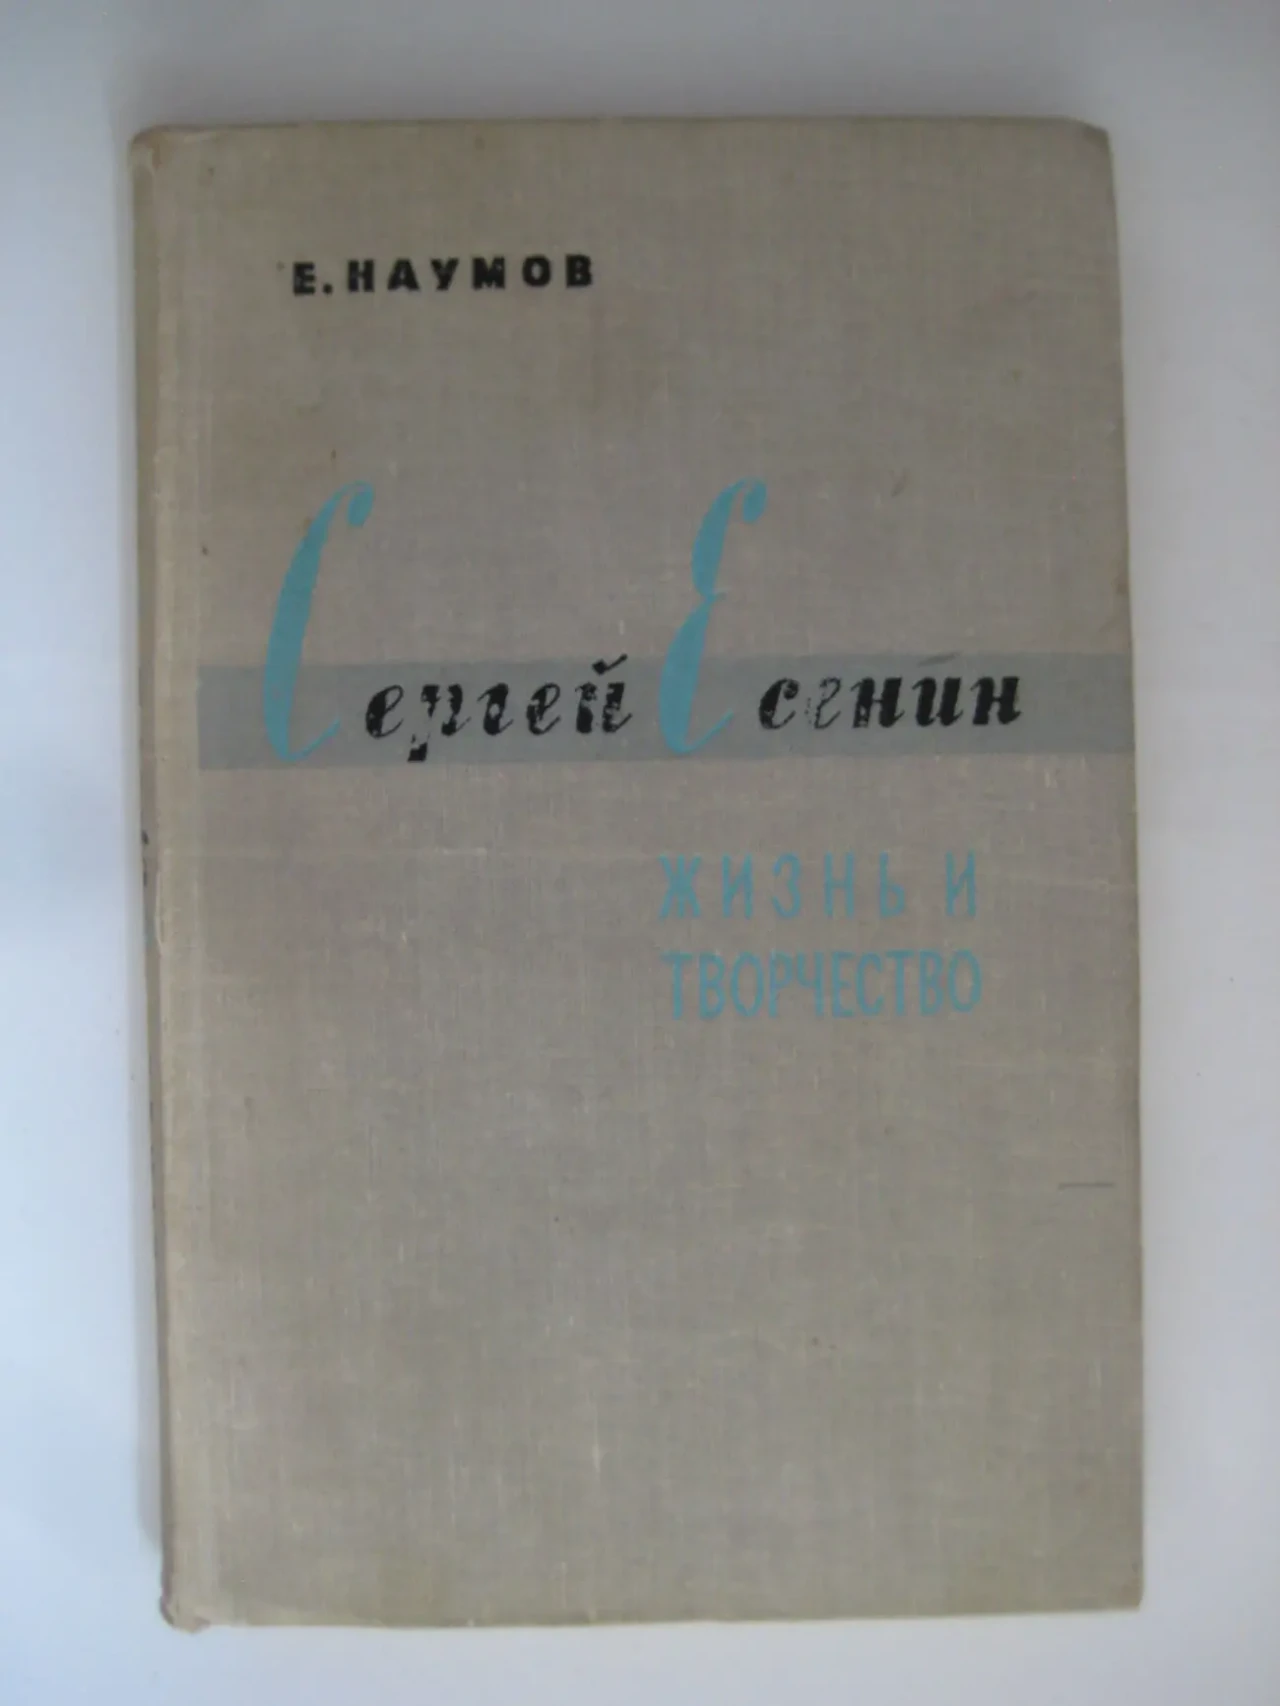 Е. НАУМОВ
Сергей Есенин
ЖИЗНЬ И
ТВОРЧЕСТВО